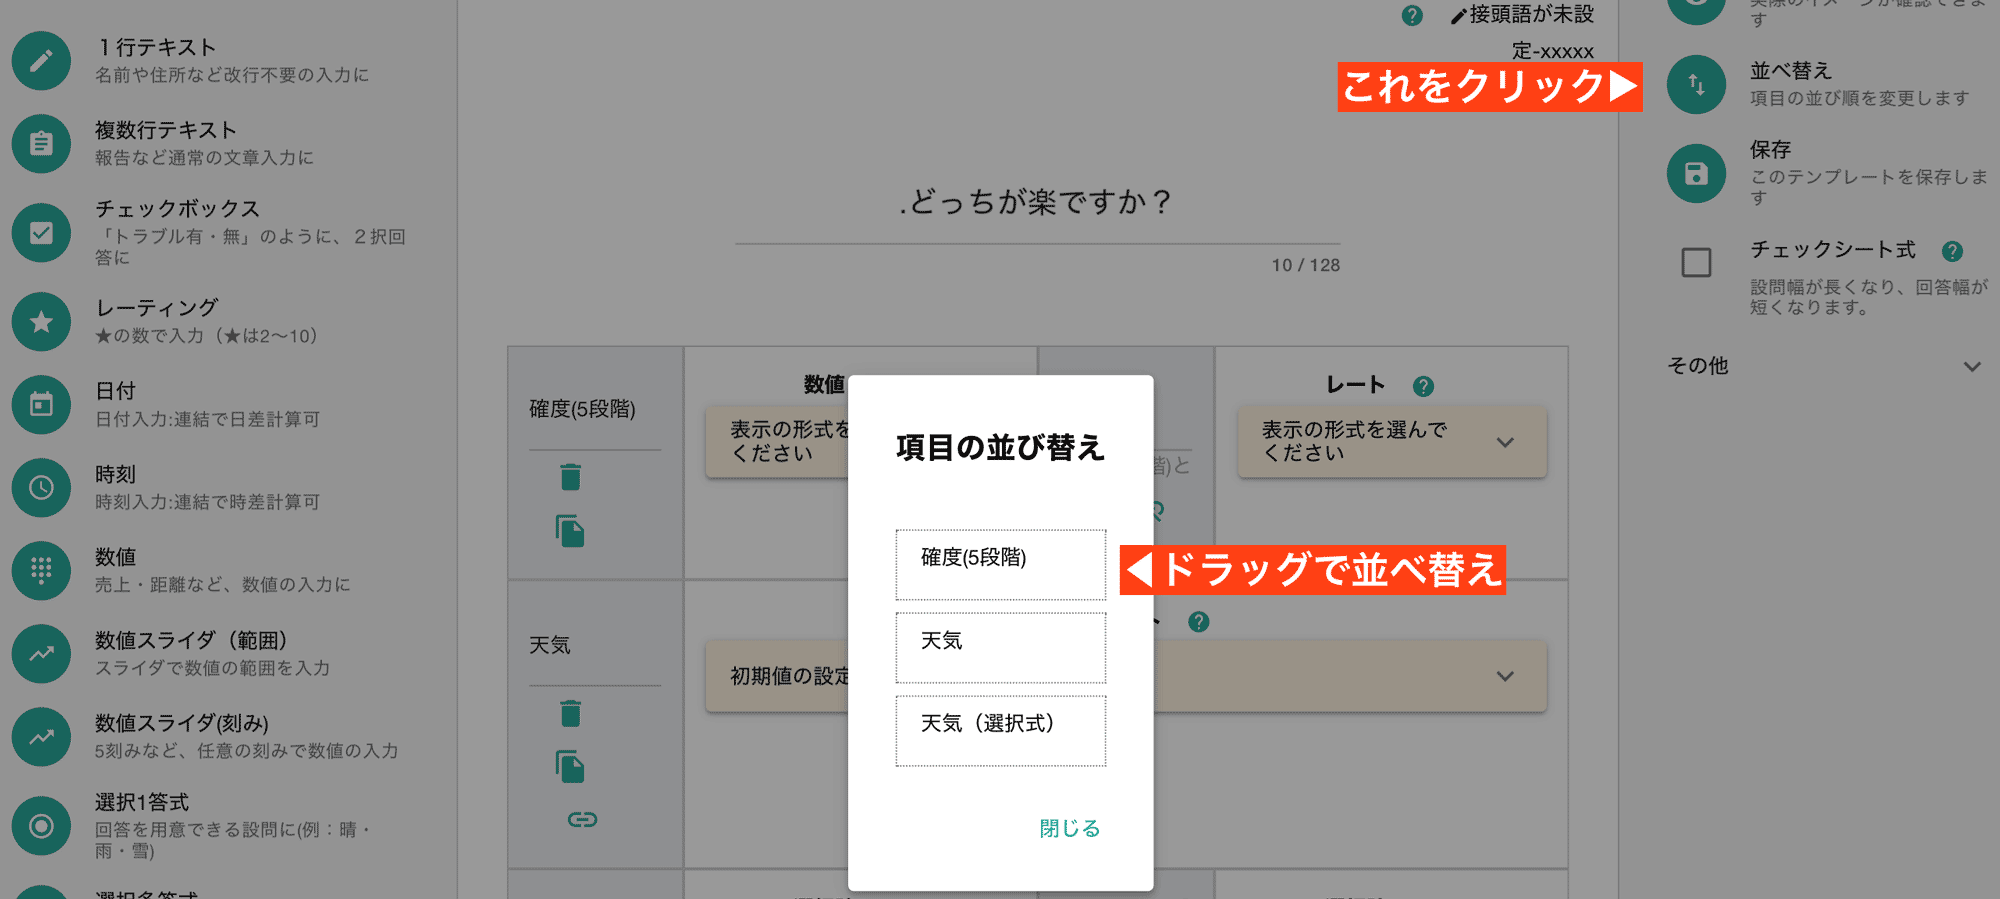 １行テキスト
名前や住所など改行不要の入力に
複数行テキスト
報告など通常の文章入力に
チェックボックス
「トラブル有・無」のように、２択回
答に
レーティング
★の数で入力（★は2〜10）
日付
日付入力:連結で日差計算可
時刻
時刻入力:連結で時差計算可
数値
売上・距離など、数値の入力に
数値スライダ（範囲）
スライダで数値の範囲を入力
数値スライダ(刻み)
5刻みなど、任意の刻みで数値の入力
選択1答式
回答を用意できる設問に(例：晴・
雨・雪)
選択多答式
接頭語が未設
定-xxxxx
これをクリック▶
.どっちが楽ですか？
10 / 128
確度(5段階)
数値
表示の形式を
ください
階)と
レート
表示の形式を選んで
ください
天気
初期値の設定
項目の並び替え
確度(5段階)
◀ドラッグで並べ替え
天気
天気（選択式）
閉じる
す
並べ替え
項目の並び順を変更します
保存
このテンプレートを保存しま
す
チェックシート式
設問幅が長くなり、回答幅が
短くなります。
その他